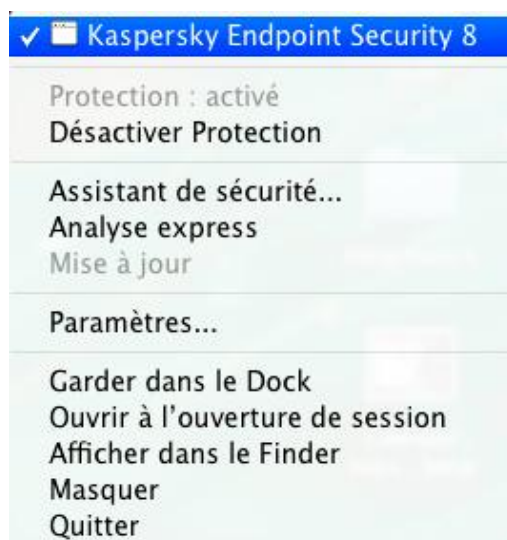 ✓ Kaspersky Endpoint Security 8
Protection : activé
Désactiver Protection
Assistant de sécurité...
Analyse express
Mise à jour
Paramètres...
Garder dans le Dock
Ouvrir à l'ouverture de session
Afficher dans le Finder
Masquer
Quitter